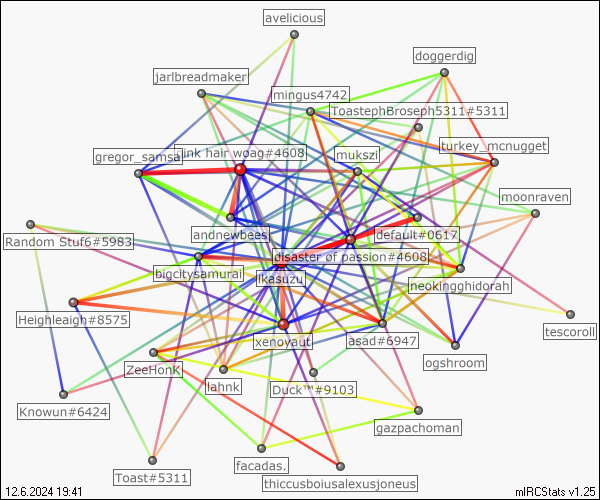 avelicious
doggerdig
jarlbreadmaker
mingus4742
ToastephBroseph5311#5311
turkey_mcnugget
gregor_samsa
pink hair woag#4608
mukszi
moonraven
andnewbees
default#0617
Random Stuf6#5983
disaster of passion#4608
bigcitysamurai
Ikasuzu
neokingghidorah
Heighleaigh#8575
tescoroll
xenoyaut
asad#6947
ogshroom
ZeeHonK
lahnk
Duck™#9103
Knowun#6424
gazpachoman
Toast#5311
facadas.
thiccusboiusalexusjoneus
12.6.2024 19:41
mIRCStats v1.25